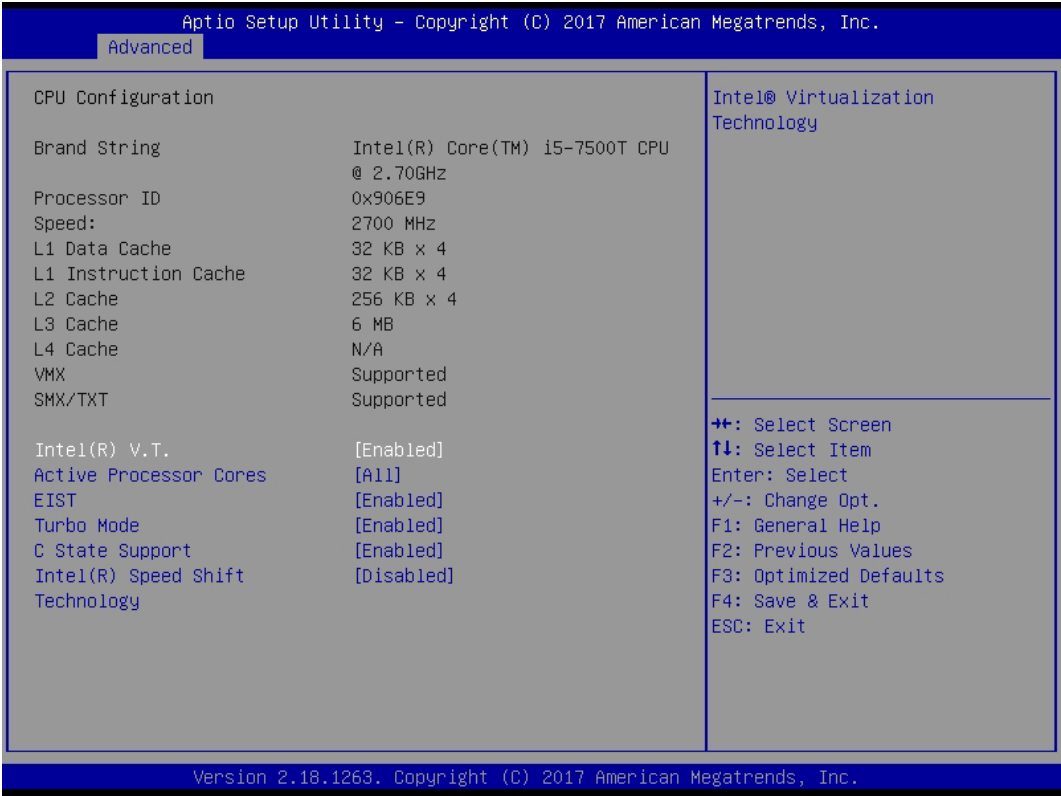 Aptio Setup Utility – Copyright (C) 2017 American Megatrends, Inc.
Advanced
CPU Configuration
Brand String Intel(R) Core(TM) i5-7500T CPU
@ 2.70GHz
Processor ID 0x906E9
Speed: 2700 MHz
L1 Data Cache 32 KB x 4
L1 Instruction Cache 32 KB x 4
L2 Cache 256 KB x 4
L3 Cache 6 MB
L4 Cache N/A
VMX Supported
SMX/TXT Supported
Intel(R) V.T. [Enabled]
Active Processor Cores [All]
EIST [Enabled]
Turbo Mode [Enabled]
C State Support [Enabled]
Intel(R) Speed Shift [Disabled]
Technology
Intel® Virtualization
Technology
→←: Select Screen
↑↓: Select Item
Enter: Select
+/-: Change Opt.
F1: General Help
F2: Previous Values
F3: Optimized Defaults
F4: Save & Exit
ESC: Exit
Version 2.18.1263. Copyright (C) 2017 American Megatrends, Inc.